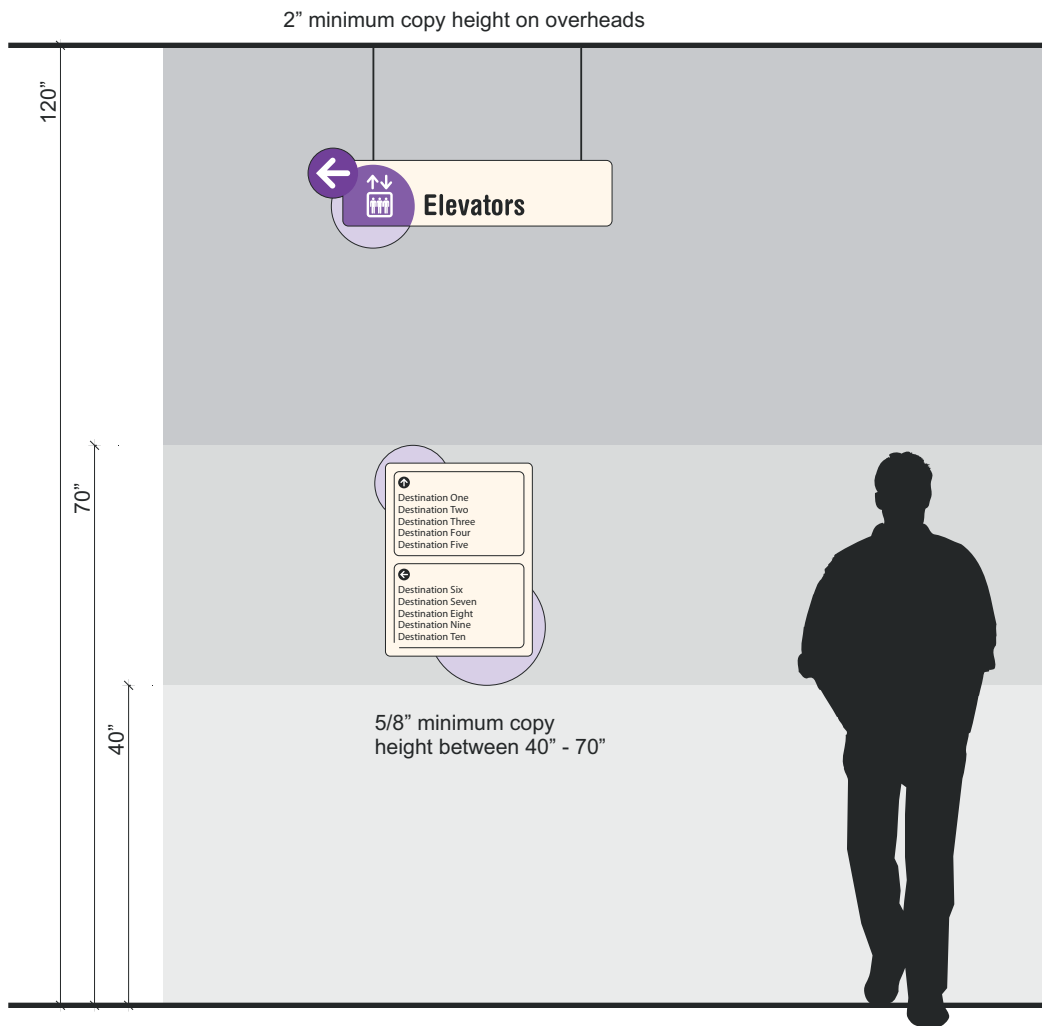 2” minimum copy height on overheads
120”
Elevators
70”
Destination One
Destination Two
Destination Three
Destination Four
Destination Five
Destination Six
Destination Seven
Destination Eight
Destination Nine
Destination Ten
40”
5/8” minimum copy
height between 40” - 70”